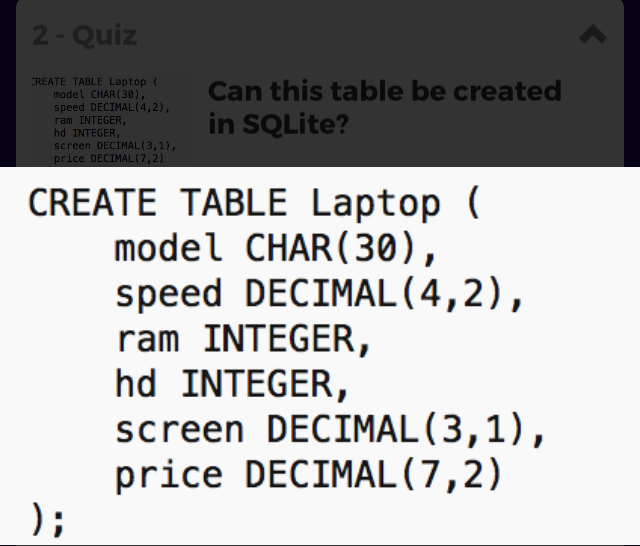 2 - Quiz
CREATE TABLE Laptop (
model CHAR(30),
speed DECIMAL(4,2),
ram INTEGER,
hd INTEGER,
screen DECIMAL(3,1),
price DECIMAL(7,2)
Can this table be created
in SQLite?
CREATE TABLE Laptop (
model CHAR(30),
speed DECIMAL(4,2),
ram INTEGER,
hd INTEGER,
screen DECIMAL(3,1),
price DECIMAL(7,2)
);